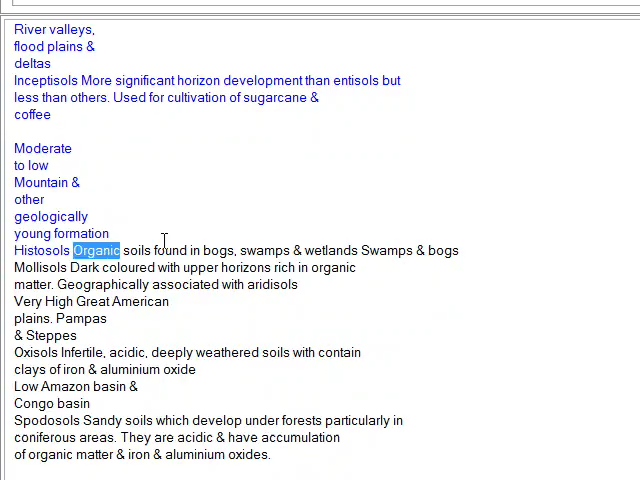 River valleys,
flood plains &
deltas
Inceptisols More significant horizon development than entisols but
less than others. Used for cultivation of sugarcane &
coffee
Moderate
to low
Mountain &
other
geologically
young formation
Histosols Organic soils found in bogs, swamps & wetlands Swamps & bogs
Mollisols Dark coloured with upper horizons rich in organic
matter. Geographically associated with aridisols
Very High Great American
plains. Pampas
& Steppes
Oxisols Infertile, acidic, deeply weathered soils with contain
clays of iron & aluminium oxide
Low Amazon basin &
Congo basin
Spodosols Sandy soils which develop under forests particularly in
coniferous areas. They are acidic & have accumulation
of organic matter & iron & aluminium oxides.